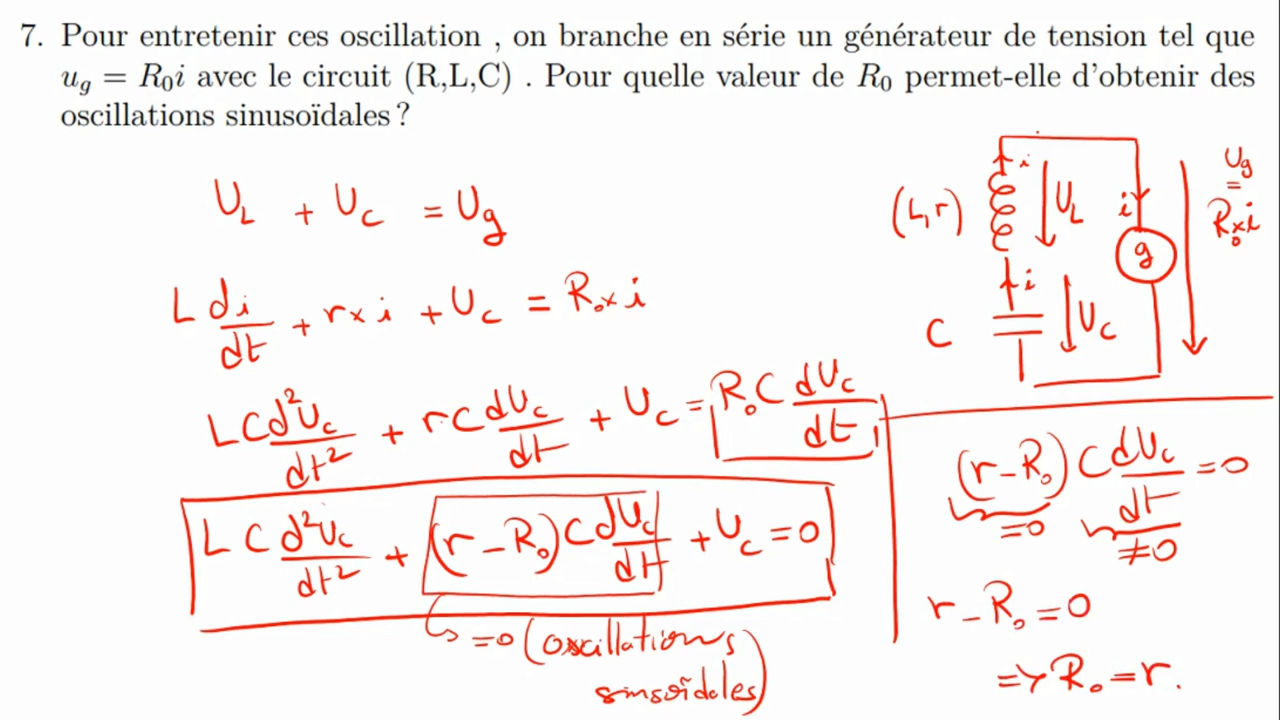 7. Pour entretenir ces oscillation , on branche en série un générateur de tension tel que
u_g = R_0 i avec le circuit (R,L,C) . Pour quelle valeur de R_0 permet-elle d'obtenir des
oscillations sinusoïdales ?
U_L + U_C = U_g
L di/dt + r × i + U_C = R_0 × i
LC d²U_C/dt² + rC dU_C/dt + U_C = R_0 C dU_C/dt
LC d²U_C/dt² + (r - R_0) C dU_C/dt + U_C = 0
↳ = 0 (oscillations
sinsoïdales)
i
(L,r) U_L i
g
U_g
=
R_0 × i
i
C U_C
(r - R_0) C dU_C/dt = 0
= 0 ≠ 0
r - R_0 = 0
=> R_0 = r.